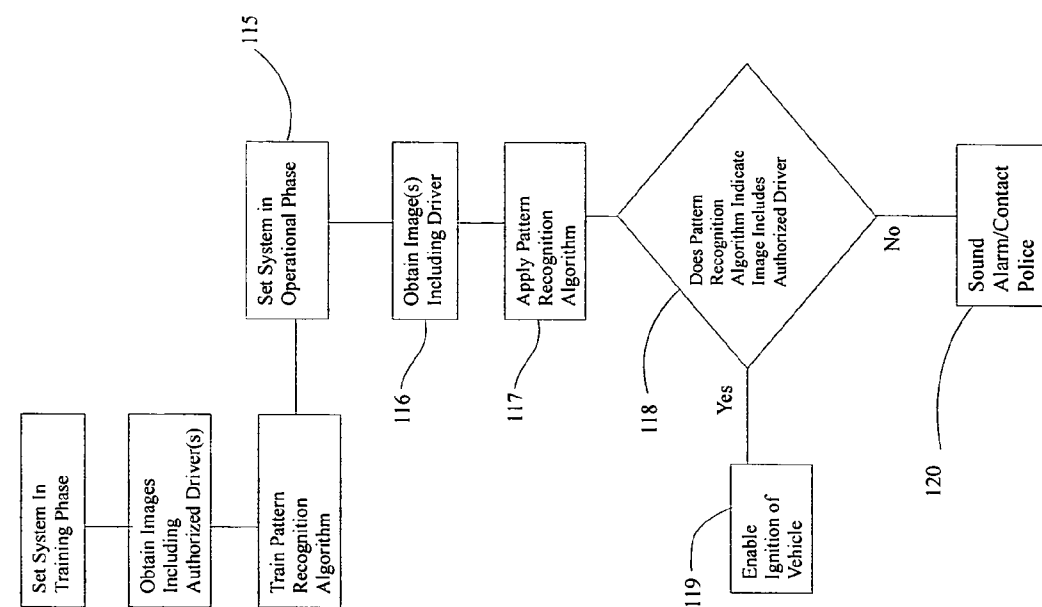 Set System In
Training Phase
Obtain Images
Including
Authorized Driver(s)
Train Pattern
Recognition
Algorithm
115
Set System in
Operational Phase
116
Obtain Image(s)
Including Driver
117
Apply Pattern
Recognition
Algorithm
118
Does Pattern
Recognition
Algorithm Indicate
Image Includes
Authorized Driver
Yes
No
119
Enable
Ignition of
Vehicle
120
Sound
Alarm/Contact
Police